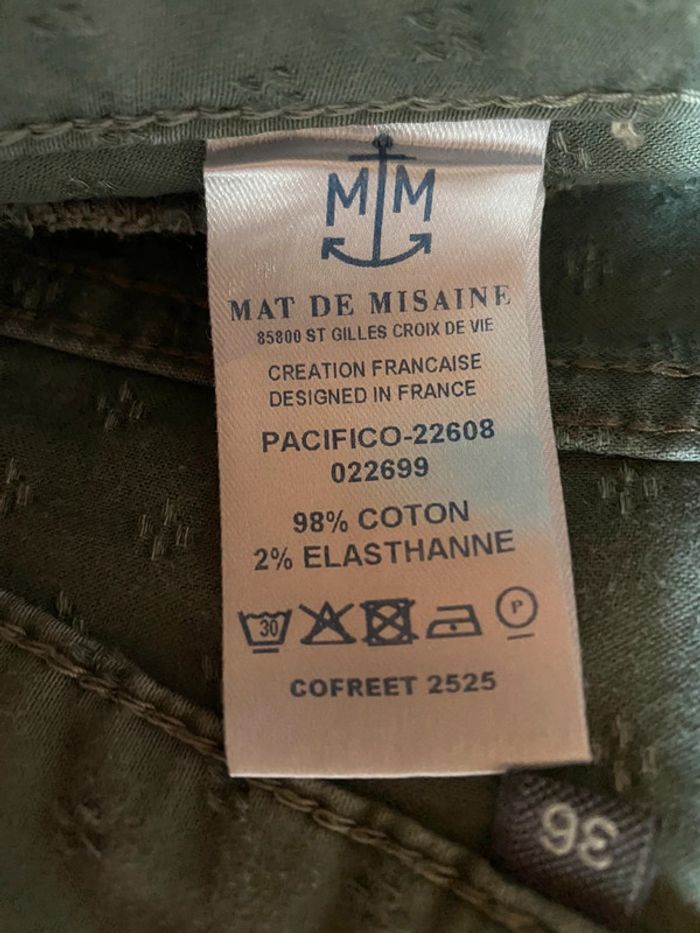 M M
MAT DE MISAINE
85800 ST GILLES CROIX DE VIE
CREATION FRANCAISE
DESIGNED IN FRANCE
PACIFICO-22608
022699
98% COTON
2% ELASTHANNE
30 P
COFREET 2525
36